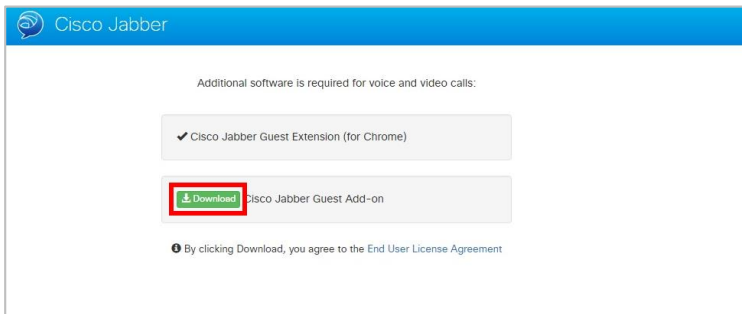 Cisco Jabber
Additional software is required for voice and video calls:
Cisco Jabber Guest Extension (for Chrome)
Download Cisco Jabber Guest Add-on
By clicking Download, you agree to the End User License Agreement